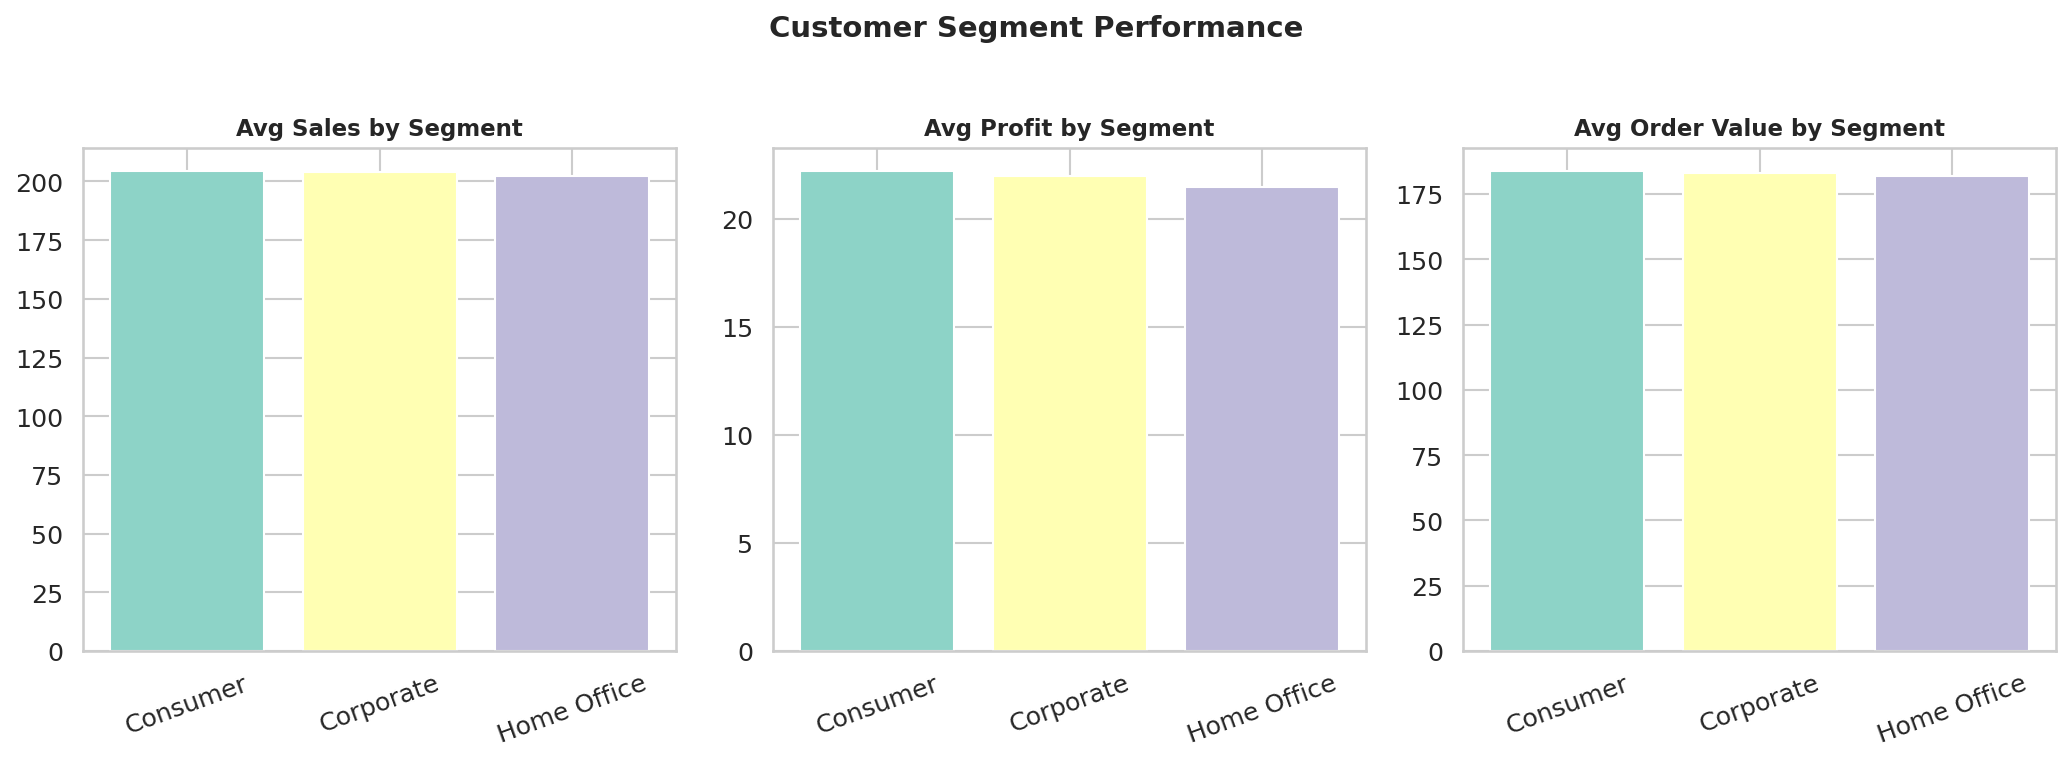 Customer Segment Performance
Avg Sales by Segment
200
175
150
125
100
75
50
25
0
Consumer
Corporate
Home Office
Avg Profit by Segment
20
15
10
5
0
Consumer
Corporate
Home Office
Avg Order Value by Segment
175
150
125
100
75
50
25
0
Consumer
Corporate
Home Office